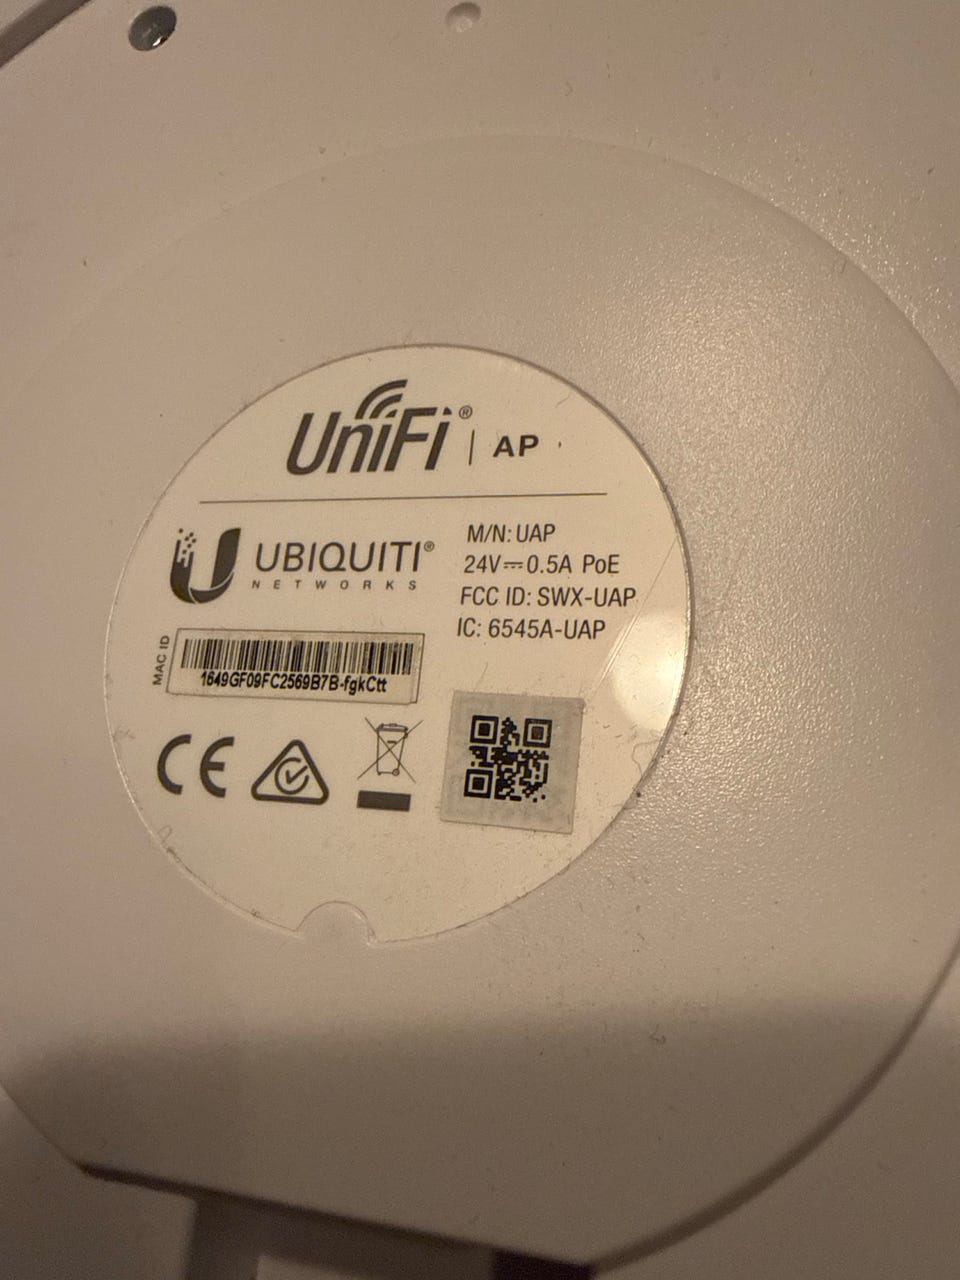 UniFi® | AP
UBIQUITI®
NETWORKS
M/N: UAP
24V⎓0.5A PoE
FCC ID: SWX-UAP
IC: 6545A-UAP
MAC ID
1649GF09FC2569B7B-fgkCtt
CE